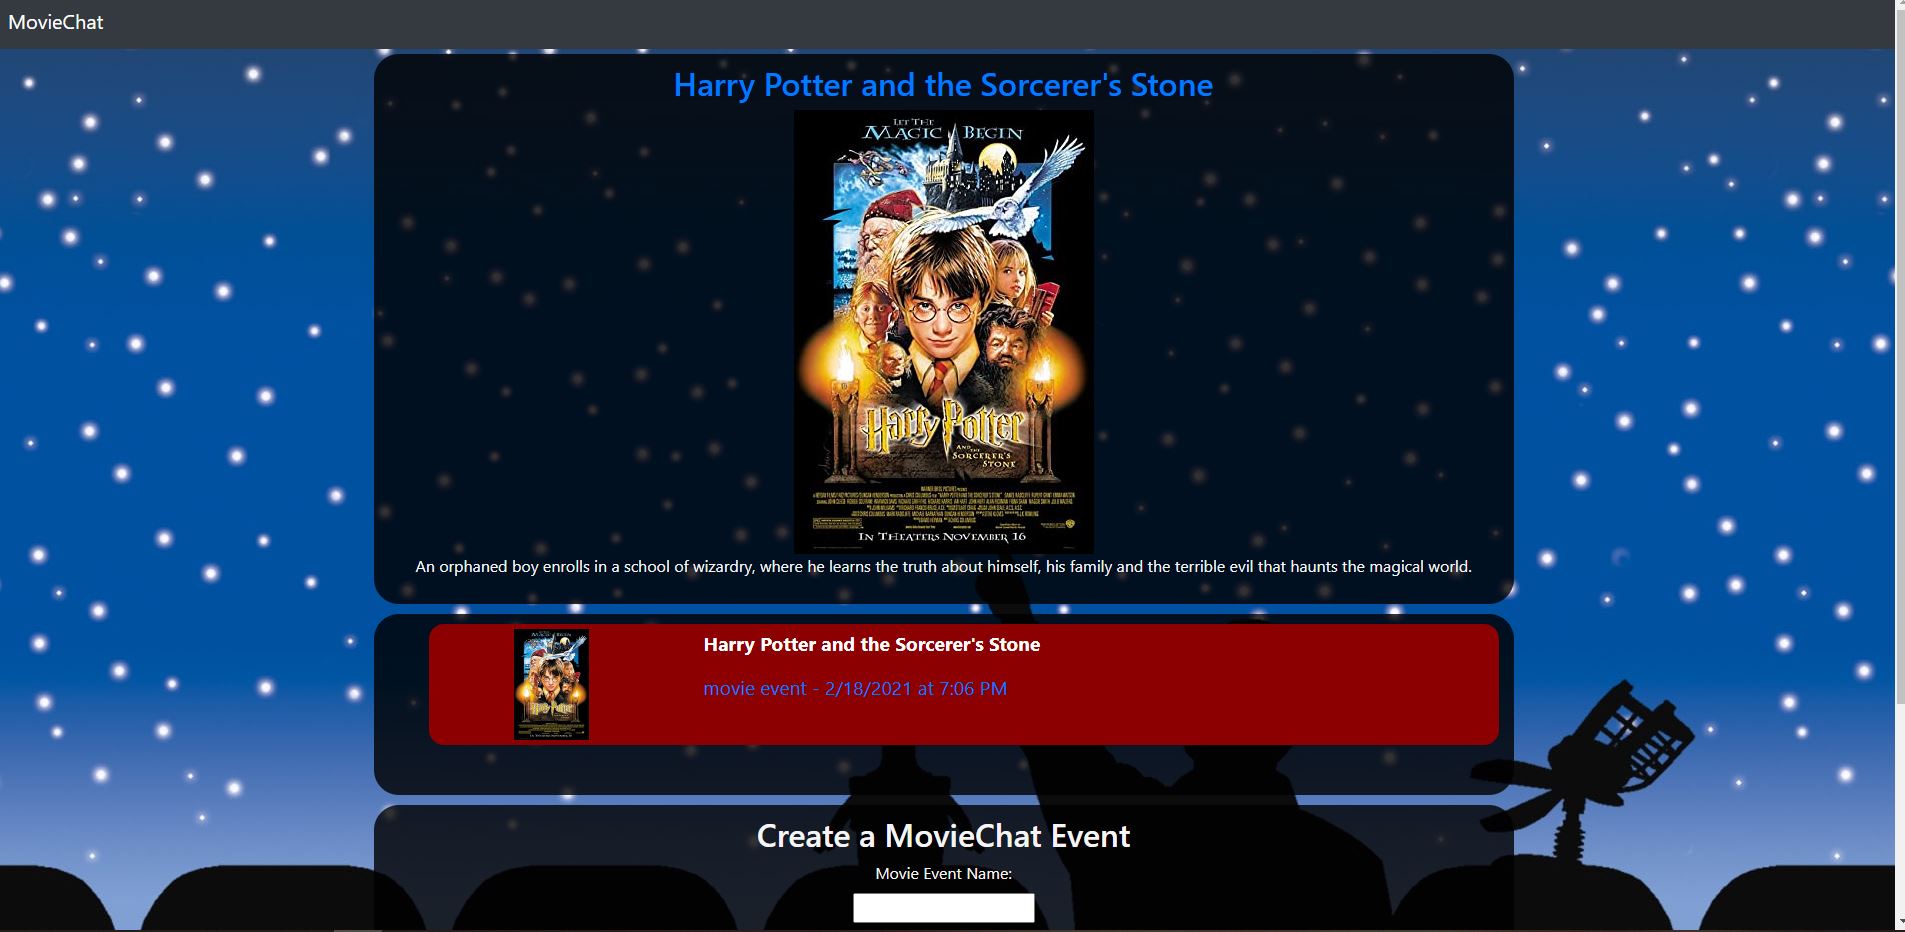 MovieChat
Harry Potter and the Sorcerer's Stone
LET THE
MAGIC BEGIN
Harry Potter
AND THE
SORCERER'S
STONE
IN THEATERS NOVEMBER 16
An orphaned boy enrolls in a school of wizardry, where he learns the truth about himself, his family and the terrible evil that haunts the magical world.
Harry Potter and the Sorcerer's Stone
movie event - 2/18/2021 at 7:06 PM
Create a MovieChat Event
Movie Event Name: